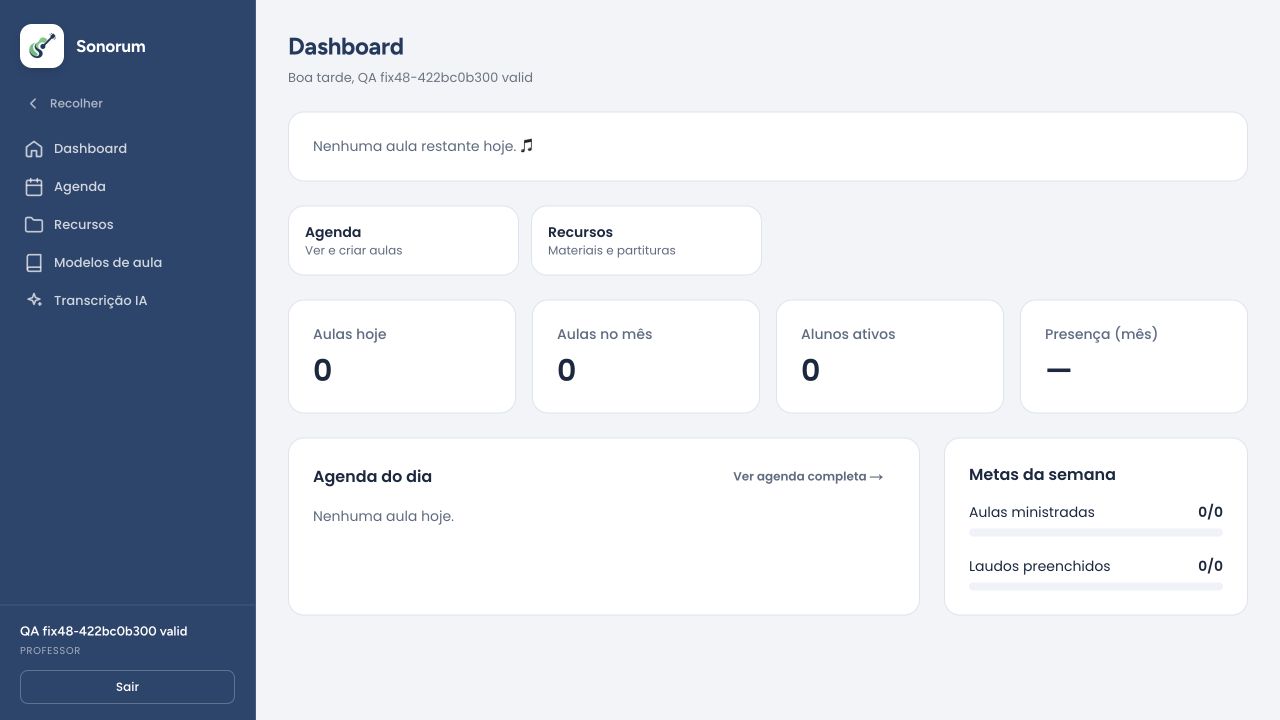 Sonorum
Recolher
Dashboard
Agenda
Recursos
Modelos de aula
Transcrição IA
QA fix48-422bc0b300 valid
PROFESSOR
Sair
Dashboard
Boa tarde, QA fix48-422bc0b300 valid
Nenhuma aula restante hoje. 🎵
Agenda
Ver e criar aulas
Recursos
Materiais e partituras
Aulas hoje
0
Aulas no mês
0
Alunos ativos
0
Presença (mês)
—
Agenda do dia
Ver agenda completa →
Nenhuma aula hoje.
Metas da semana
Aulas ministradas 0/0
Laudos preenchidos 0/0